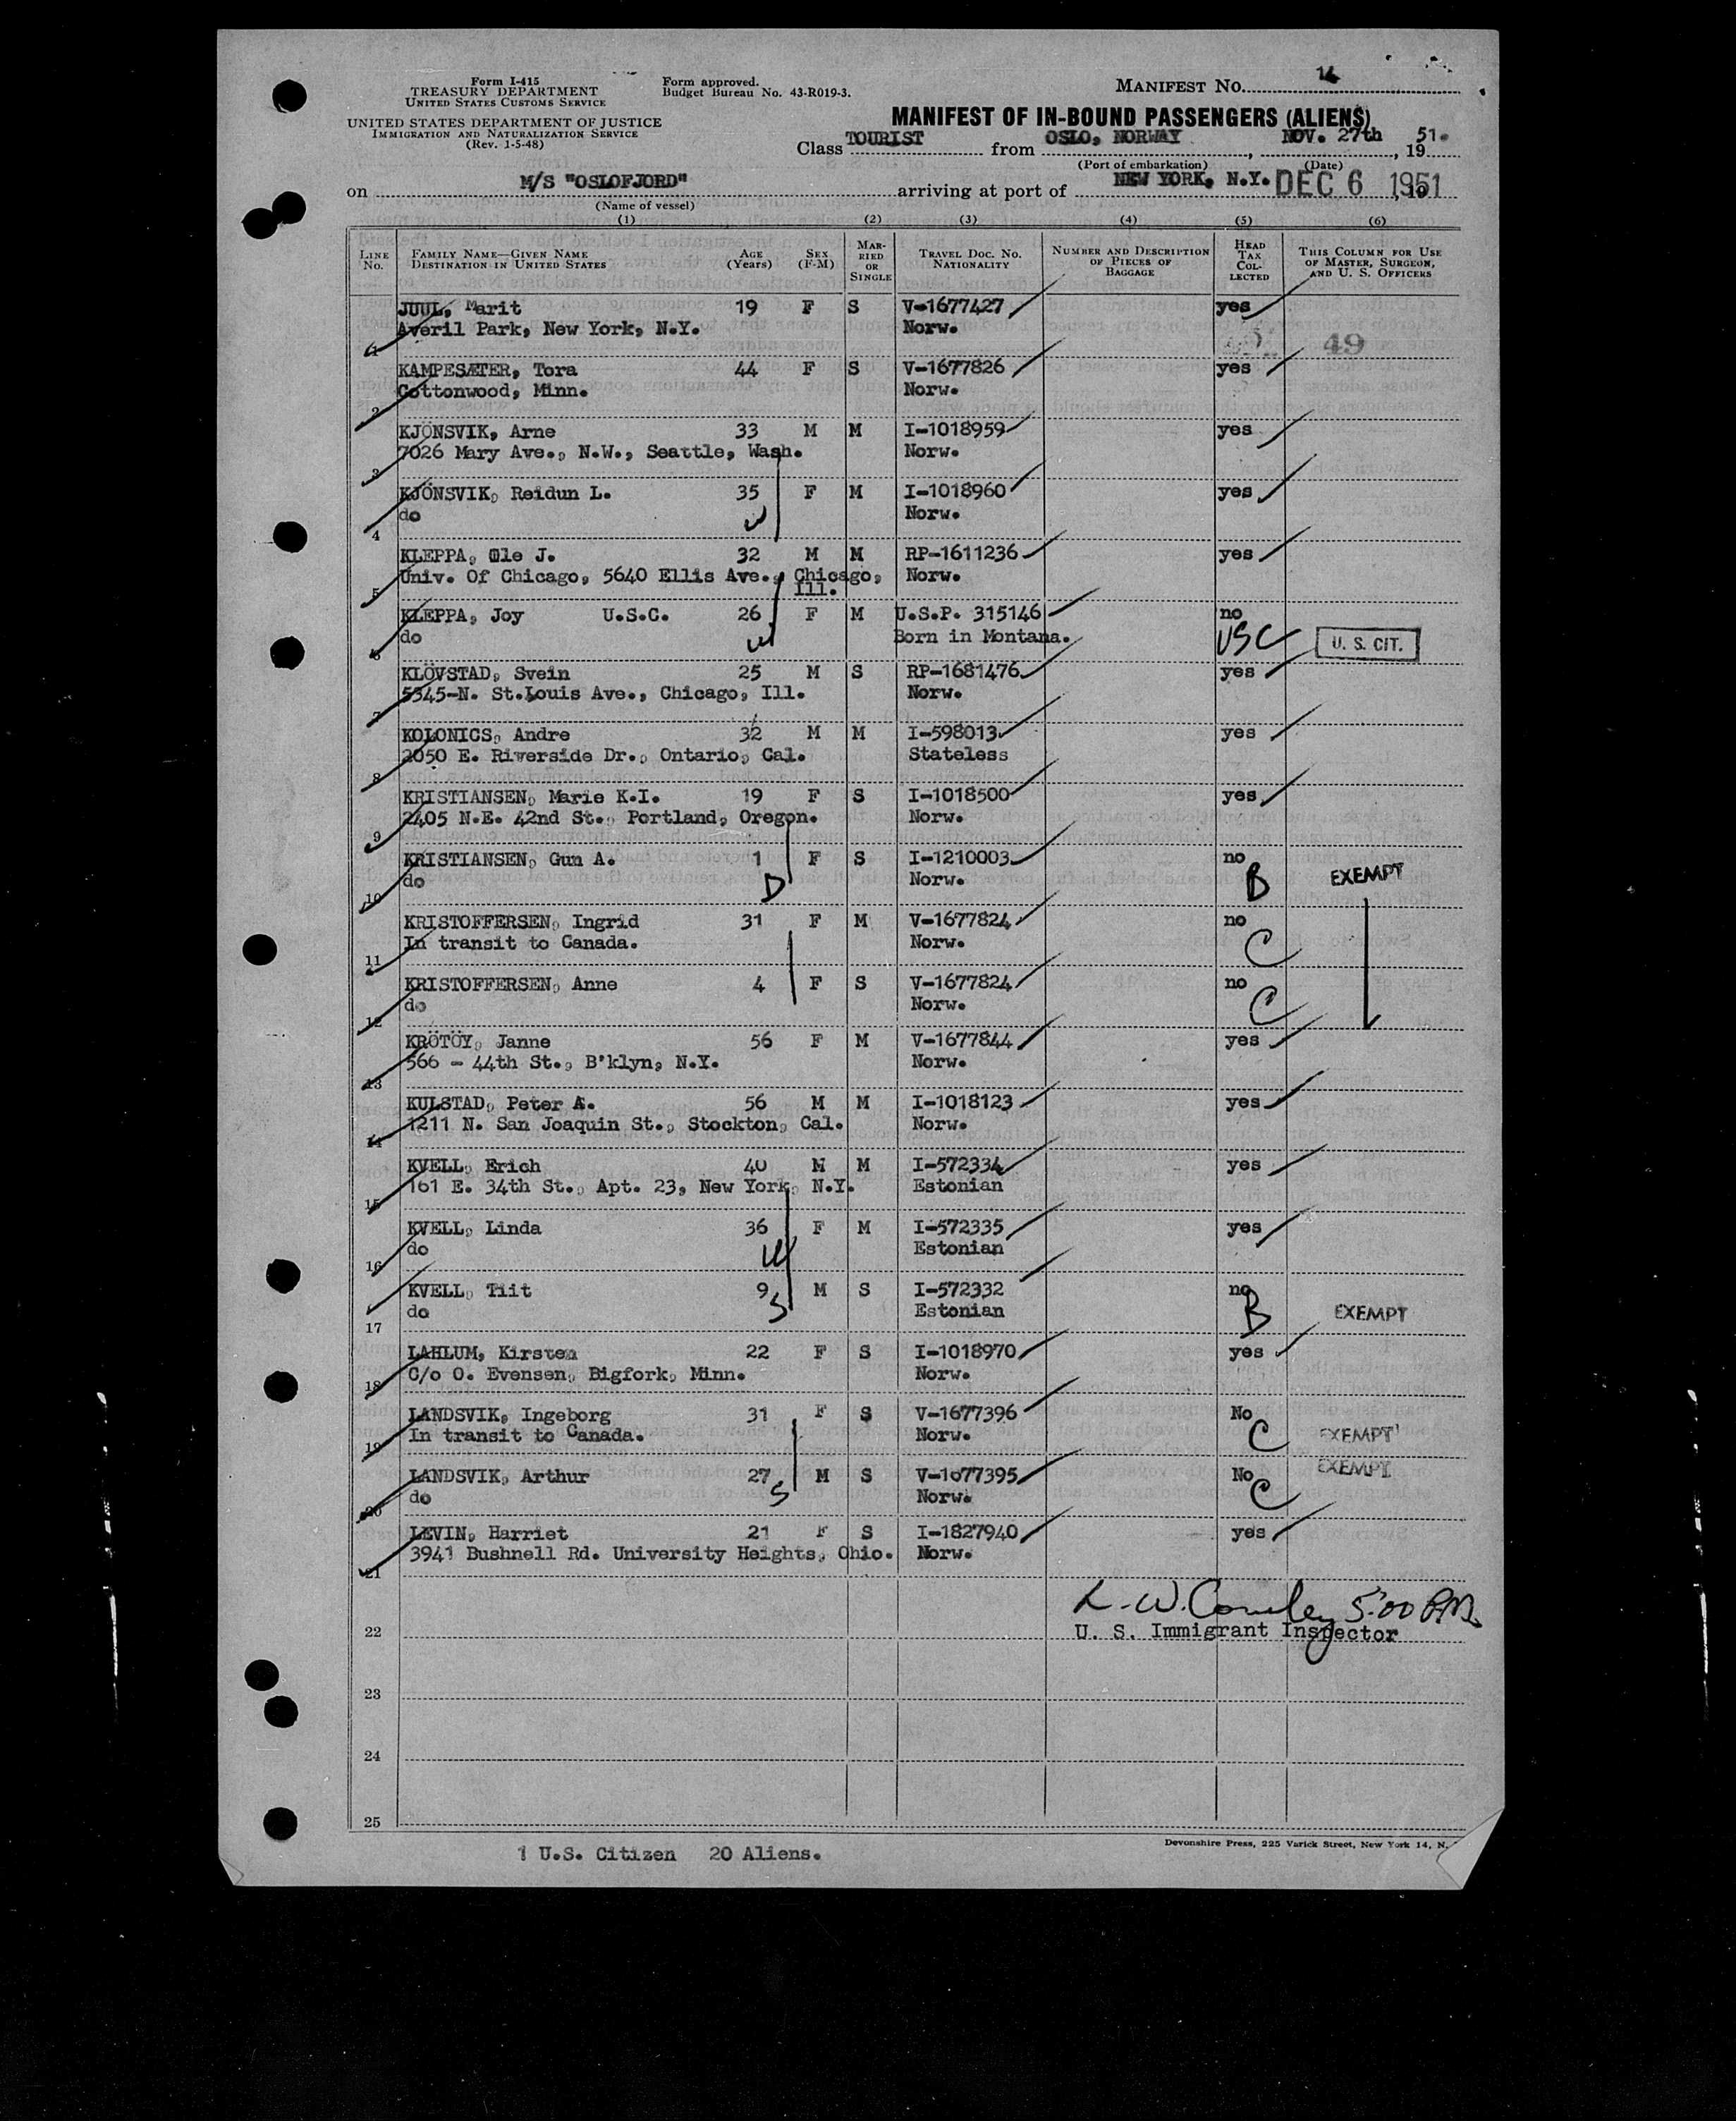 Form I-415
TREASURY DEPARTMENT
UNITED STATES CUSTOMS SERVICE
UNITED STATES DEPARTMENT OF JUSTICE
IMMIGRATION AND NATURALIZATION SERVICE
(Rev. 1-5-48)
Form approved.
Budget Bureau No. 43-R019-3.
MANIFEST No. 14
MANIFEST OF IN-BOUND PASSENGERS (ALIENS)
Class TOURIST from OSLO, NORWAY, NOV. 27th, 19 51.
(Port of embarkation) (Date)
on M/S "OSLOFJORD" arriving at port of NEW YORK, N.Y. DEC 6 1951, 19
(Name of vessel)
(1) (2) (3) (4) (5) (6)
LINE No. FAMILY NAME—GIVEN NAME DESTINATION IN UNITED STATES AGE (Years) SEX (F-M) MARRIED OR SINGLE TRAVEL DOC. NO. NATIONALITY NUMBER AND DESCRIPTION OF PIECES OF BAGGAGE HEAD TAX COLLECTED THIS COLUMN FOR USE OF MASTER, SURGEON, AND U. S. OFFICERS
JUUL, Marit 19 F S V-1677427 yes
Averil Park, New York, N.Y. Norw.
1 49
KAMPESÆTER, Tora 44 F S V-1677826 yes
Cottonwood, Minn. Norw.
2
KJÖNSVIK, Arne 33 M M I-1018959 yes
7026 Mary Ave., N.W., Seattle, Wash. Norw.
3
KJÖNSVIK, Reidun L. 35 F M I-1018960 yes
do W Norw.
4
KLEPPA, Ole J. 32 M M RP-1611236 yes
Univ. Of Chicago, 5640 Ellis Ave., Chicago, Ill. Norw.
5
KLEPPA, Joy U.S.C. 26 F M U.S.P. 315146 no
do W Born in Montana. USC U. S. CIT.
6
KLÖVSTAD, Svein 25 M S RP-1681476 yes
5345-N. St.Louis Ave., Chicago, Ill. Norw.
7
KOLONICS, Andre 32 M M I-598013 yes
2050 E. Riverside Dr., Ontario, Cal. Stateless
8
KRISTIANSEN, Marie K.I. 19 F S I-1018500 yes
2405 N.E. 42nd St., Portland, Oregon. Norw.
9
KRISTIANSEN, Gun A. 1 F S I-1210003 no
do D Norw. B EXEMPT
10
KRISTOFFERSEN, Ingrid 31 F M V-1677824 no
In transit to Canada. Norw. C
11
KRISTOFFERSEN, Anne 4 F S V-1677824 no
do Norw. C
12
KRÖTÖY, Janne 56 F M V-1677844 yes
566 - 44th St., B'klyn, N.Y. Norw.
13
KULSTAD, Peter A. 56 M M I-1018123 yes
1211 N. San Joaquin St., Stockton, Cal. Norw.
14
KVELL, Erich 40 M M I-572334 yes
161 E. 34th St., Apt. 23, New York, N.Y. Estonian
15
KVELL, Linda 36 F M I-572335 yes
do W Estonian
16
KVELL, Tiit 9 M S I-572332 no
do S Estonian B EXEMPT
17
LAHLUM, Kirsten 22 F S I-1018970 yes
C/o O. Evensen, Bigfork, Minn. Norw.
18
LANDSVIK, Ingeborg 31 F S V-1677396 No
In transit to Canada. Norw. C EXEMPT
19
LANDSVIK, Arthur 27 M S V-1677395 No EXEMPT
do S Norw. C
20
LEVIN, Harriet 21 F S I-1827940 yes
3941 Bushnell Rd. University Heights, Ohio. Norw.
21
5:00 P.M.
22 U. S. Immigrant Inspector
23
24
25
Devonshire Press, 225 Varick Street, New York 14, N.
1 U.S. Citizen 20 Aliens.